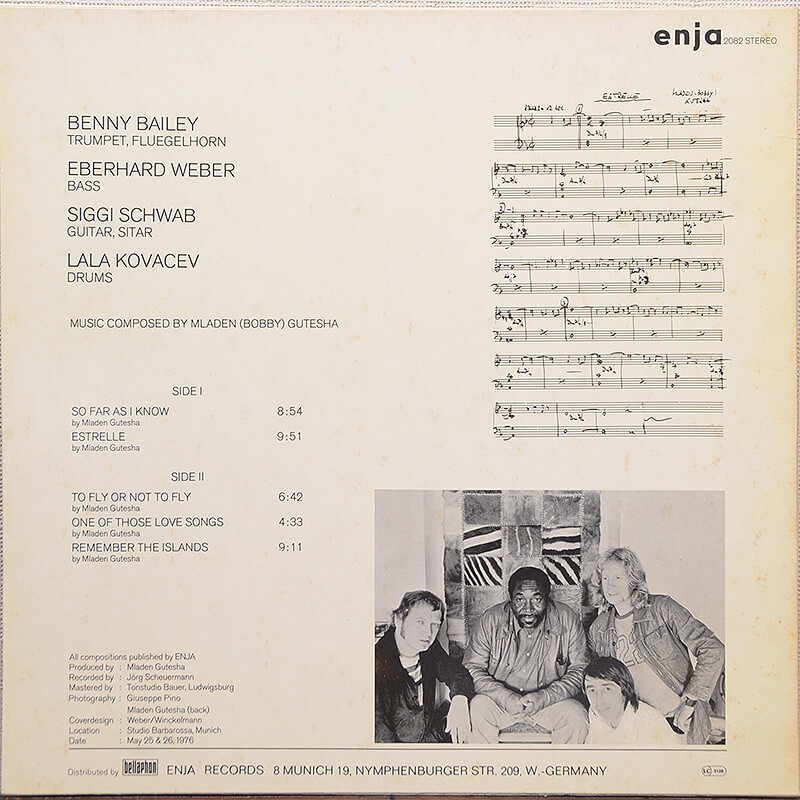 enja 2082 STEREO
BENNY BAILEY
TRUMPET, FLUEGELHORN
EBERHARD WEBER
BASS
SIGGI SCHWAB
GUITAR, SITAR
LALA KOVACEV
DRUMS
MUSIC COMPOSED BY MLADEN (BOBBY) GUTESHA
ESTRELLE
SIDE I
SO FAR AS I KNOW 8:54
by Mladen Gutesha
ESTRELLE 9:51
by Mladen Gutesha
SIDE II
TO FLY OR NOT TO FLY 6:42
by Mladen Gutesha
ONE OF THOSE LOVE SONGS 4:33
by Mladen Gutesha
REMEMBER THE ISLANDS 9:11
by Mladen Gutesha
All compositions published by ENJA
Produced by : Mladen Gutesha
Recorded by : Jörg Scheuermann
Mastered by : Tonstudio Bauer, Ludwigsburg
Photography : Giuseppe Pino
Mladen Gutesha (back)
Coverdesign : Weber/Winckelmann
Location : Studio Barbarossa, Munich
Date : May 25 & 26, 1976
Distributed by bellaphon ENJA RECORDS 8 MUNICH 19, NYMPHENBURGER STR. 209, W.-GERMANY